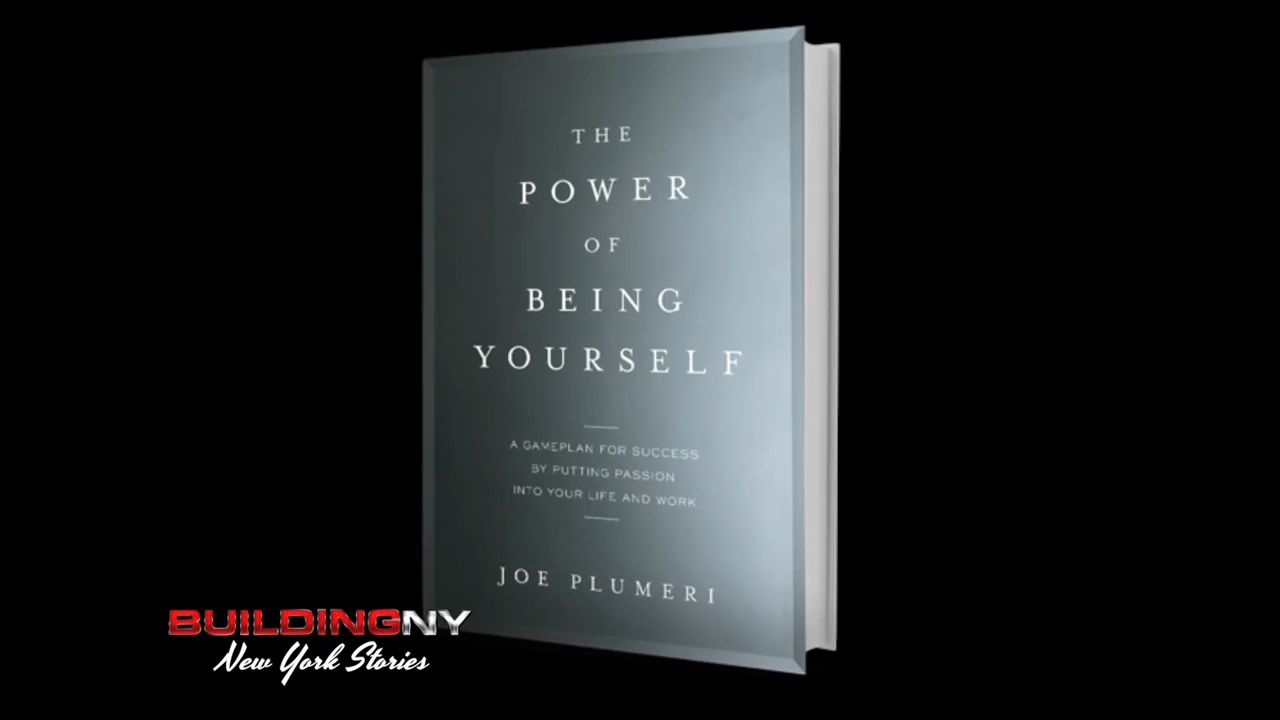 THE
POWER
OF
BEING
YOURSELF
A GAMEPLAN FOR SUCCESS
BY PUTTING PASSION
INTO YOUR LIFE AND WORK
JOE PLUMERI
BUILDINGNY
New York Stories